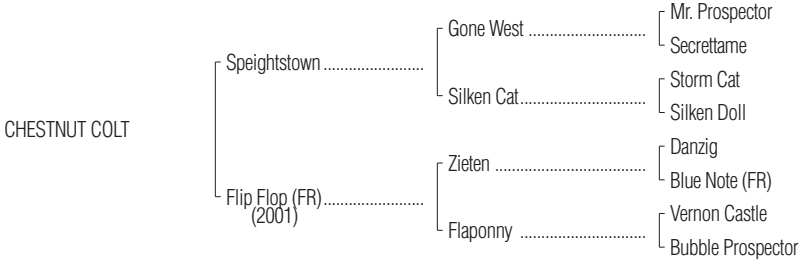 Mr. Prospector
Gone West ..............................
Secrettame
Speightstown .........................
Storm Cat
Silken Cat................................
Silken Doll
CHESTNUT COLT
Danzig
Zieten ......................................
Blue Note (FR)
Flip Flop (FR).........................
(2001)
Vernon Castle
Flaponny ................................
Bubble Prospector